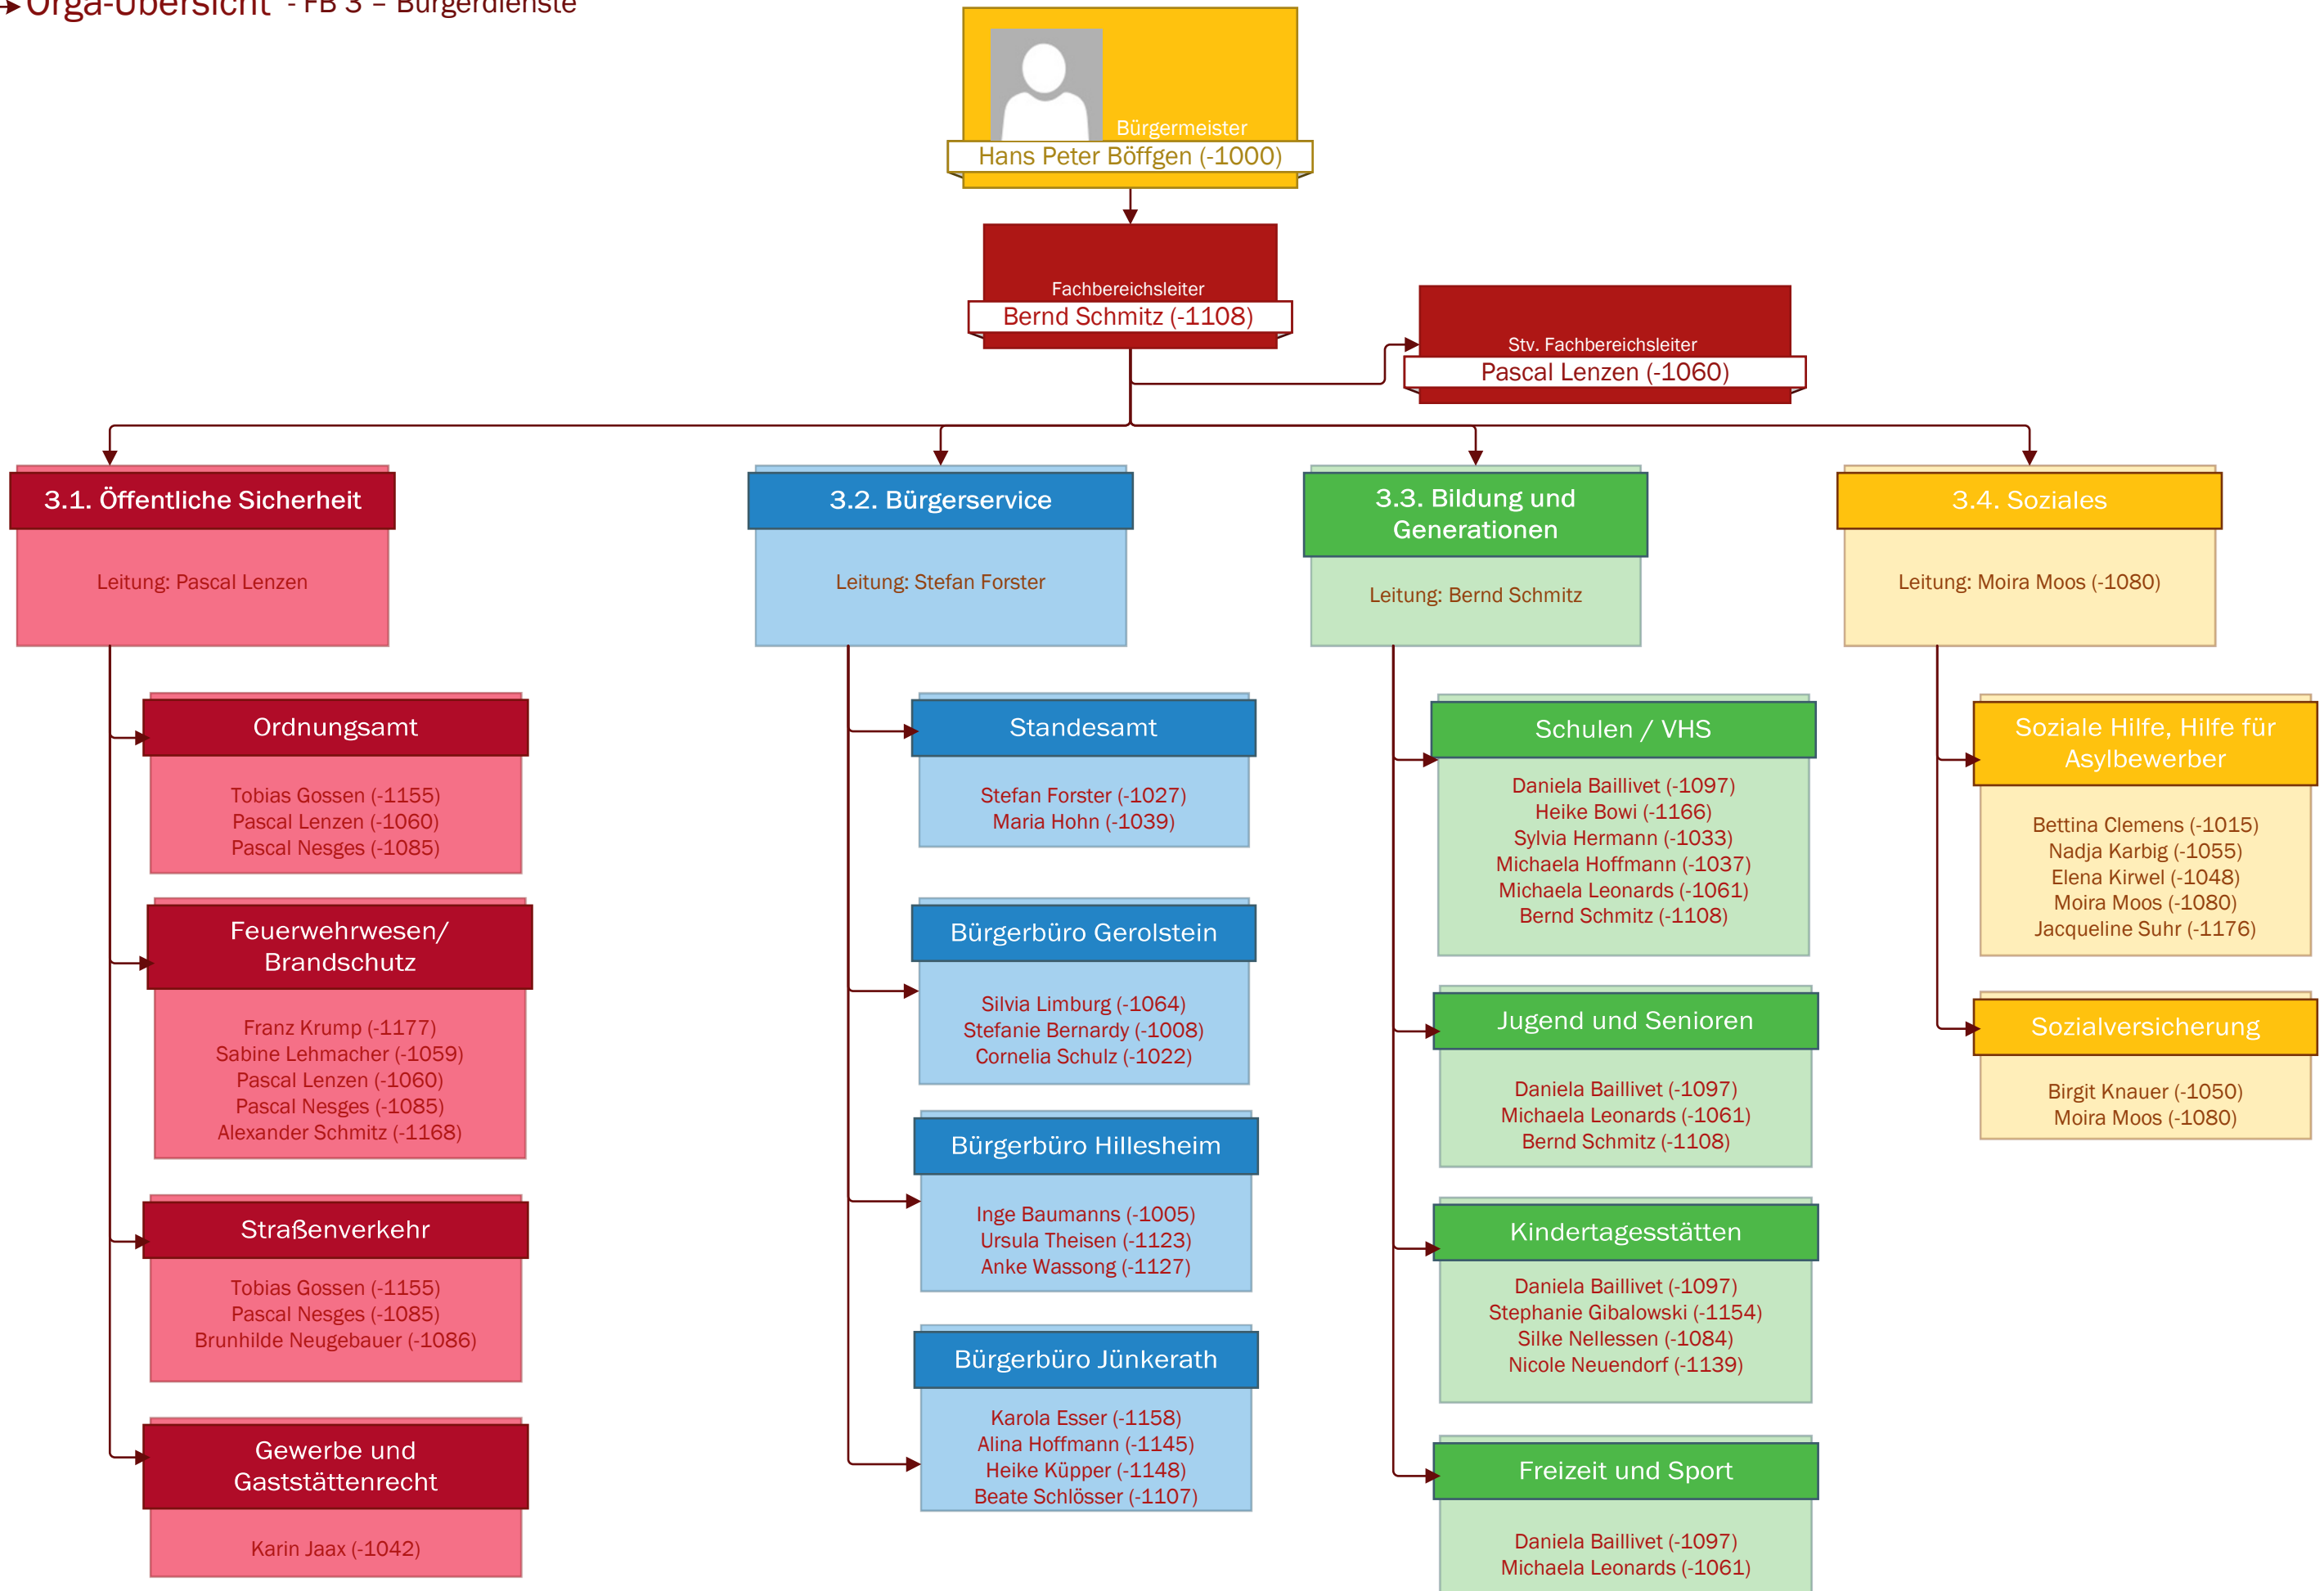 Orga-Übersicht - FB 3 – Bürgerdienste
Bürgermeister
Hans Peter Böffgen (-1000)
Fachbereichsleiter
Bernd Schmitz (-1108)
Stv. Fachbereichsleiter
Pascal Lenzen (-1060)
3.1. Öffentliche Sicherheit
Leitung: Pascal Lenzen
Ordnungsamt
Tobias Gossen (-1155)
Pascal Lenzen (-1060)
Pascal Nesges (-1085)
Feuerwehrwesen/
Brandschutz
Franz Krump (-1177)
Sabine Lehmacher (-1059)
Pascal Lenzen (-1060)
Pascal Nesges (-1085)
Alexander Schmitz (-1168)
Straßenverkehr
Tobias Gossen (-1155)
Pascal Nesges (-1085)
Brunhilde Neugebauer (-1086)
Gewerbe und
Gaststättenrecht
Karin Jaax (-1042)
3.2. Bürgerservice
Leitung: Stefan Forster
Standesamt
Stefan Forster (-1027)
Maria Hohn (-1039)
Bürgerbüro Gerolstein
Silvia Limburg (-1064)
Stefanie Bernardy (-1008)
Cornelia Schulz (-1022)
Bürgerbüro Hillesheim
Inge Baumanns (-1005)
Ursula Theisen (-1123)
Anke Wassong (-1127)
Bürgerbüro Jünkerath
Karola Esser (-1158)
Alina Hoffmann (-1145)
Heike Küpper (-1148)
Beate Schlösser (-1107)
3.3. Bildung und
Generationen
Leitung: Bernd Schmitz
Schulen / VHS
Daniela Baillivet (-1097)
Heike Bowi (-1166)
Sylvia Hermann (-1033)
Michaela Hoffmann (-1037)
Michaela Leonards (-1061)
Bernd Schmitz (-1108)
Jugend und Senioren
Daniela Baillivet (-1097)
Michaela Leonards (-1061)
Bernd Schmitz (-1108)
Kindertagesstätten
Daniela Baillivet (-1097)
Stephanie Gibalowski (-1154)
Silke Nellessen (-1084)
Nicole Neuendorf (-1139)
Freizeit und Sport
Daniela Baillivet (-1097)
Michaela Leonards (-1061)
3.4. Soziales
Leitung: Moira Moos (-1080)
Soziale Hilfe, Hilfe für
Asylbewerber
Bettina Clemens (-1015)
Nadja Karbig (-1055)
Elena Kirwel (-1048)
Moira Moos (-1080)
Jacqueline Suhr (-1176)
Sozialversicherung
Birgit Knauer (-1050)
Moira Moos (-1080)